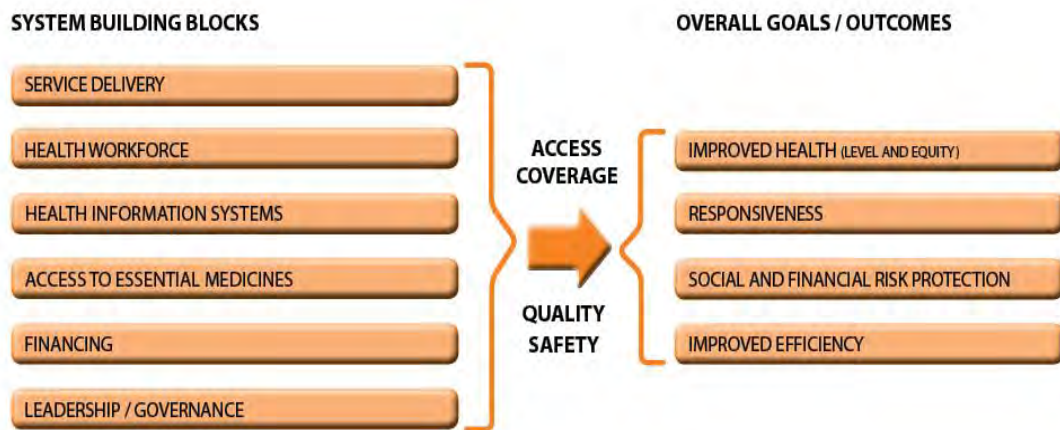 SYSTEM BUILDING BLOCKS
SERVICE DELIVERY
HEALTH WORKFORCE
HEALTH INFORMATION SYSTEMS
ACCESS TO ESSENTIAL MEDICINES
FINANCING
LEADERSHIP / GOVERNANCE
ACCESS
COVERAGE
QUALITY
SAFETY
OVERALL GOALS / OUTCOMES
IMPROVED HEALTH (LEVEL AND EQUITY)
RESPONSIVENESS
SOCIAL AND FINANCIAL RISK PROTECTION
IMPROVED EFFICIENCY